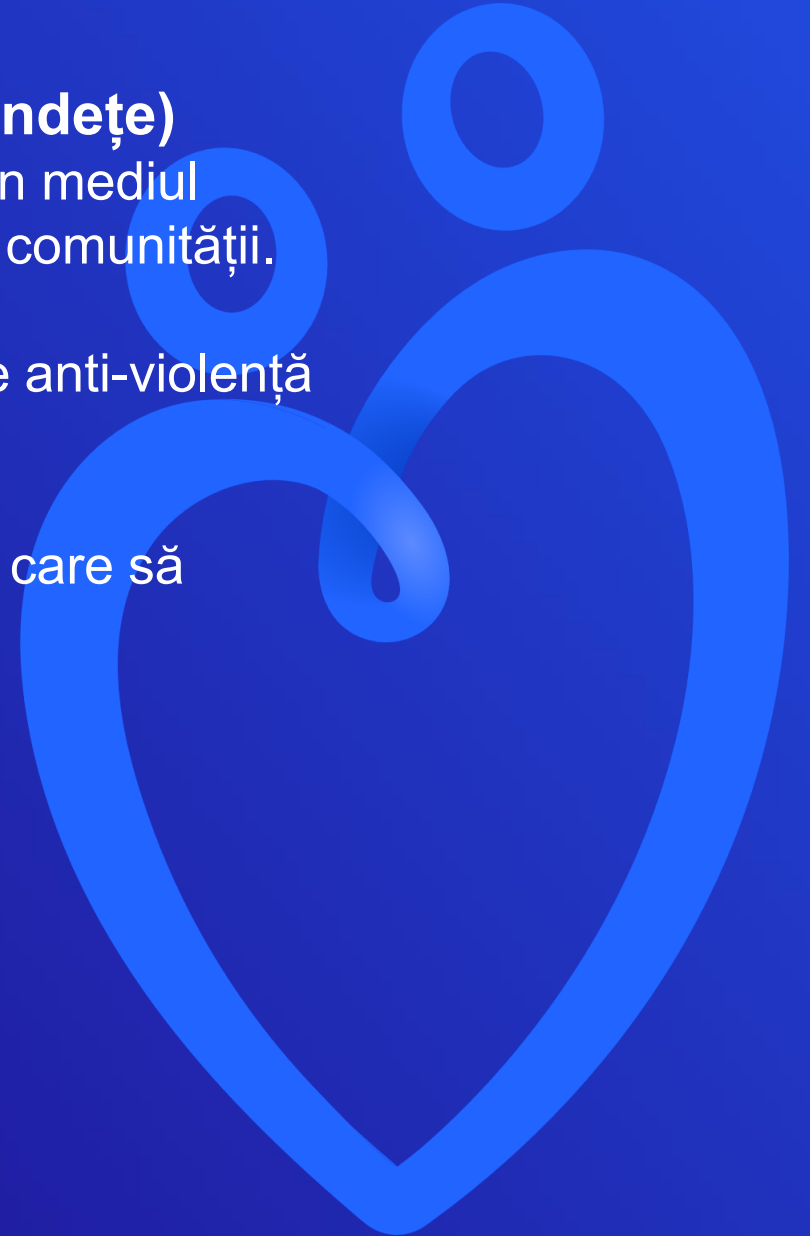 ndețe)
n mediul
comunității.
e anti-violență
care să